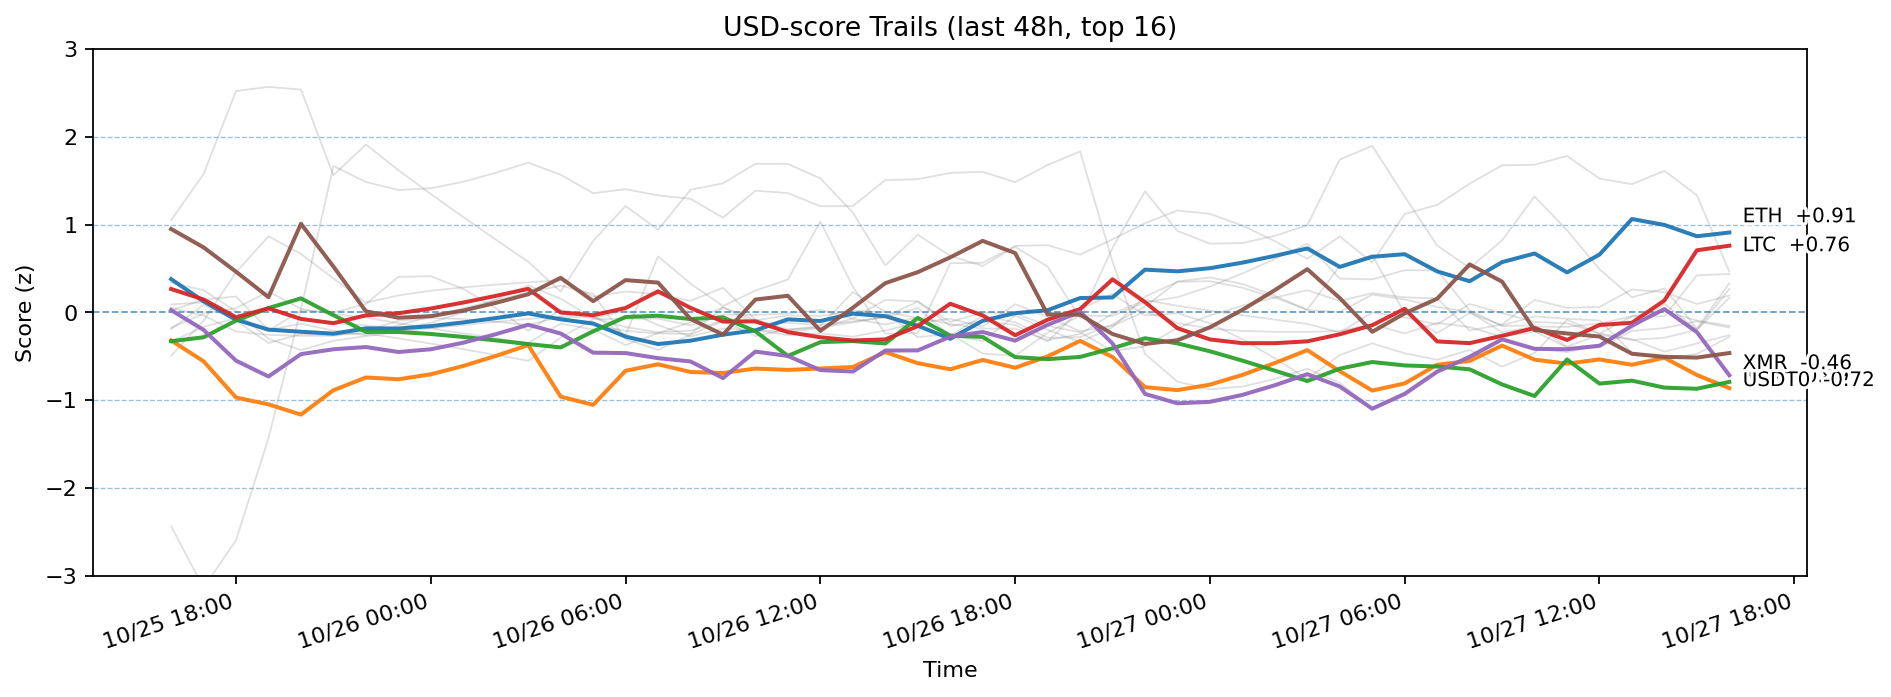 USD-score Trails (last 48h, top 16)
3
2
1
0
−1
−2
−3
Score (z)
ETH +0.91
LTC +0.76
XMR -0.46
USDT0
10/25 18:00
10/26 00:00
10/26 06:00
10/26 12:00
10/26 18:00
10/27 00:00
10/27 06:00
10/27 12:00
10/27 18:00
Time